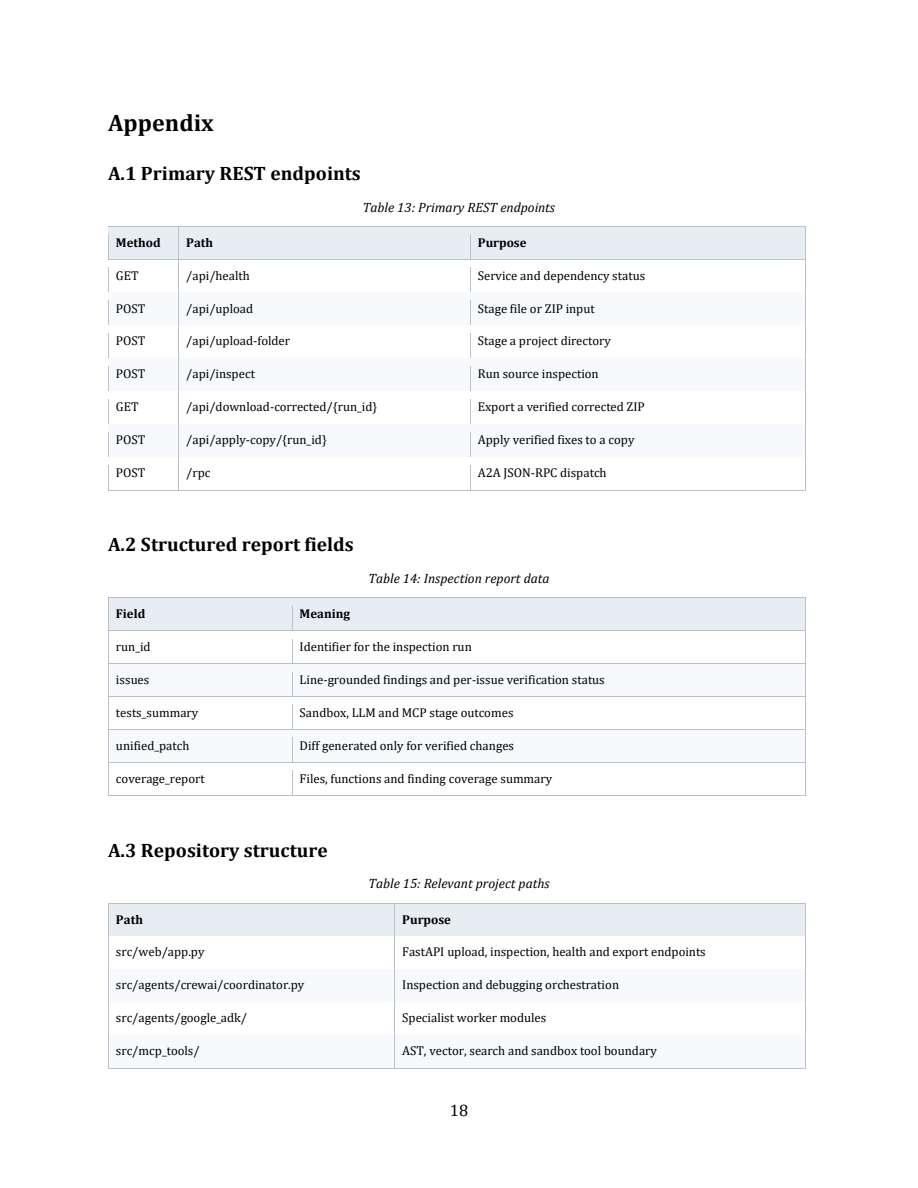 Appendix
A.1 Primary REST endpoints
Table 13: Primary REST endpoints
Method Path Purpose
GET /api/health Service and dependency status
POST /api/upload Stage file or ZIP input
POST /api/upload-folder Stage a project directory
POST /api/inspect Run source inspection
GET /api/download-corrected/{run_id} Export a verified corrected ZIP
POST /api/apply-copy/{run_id} Apply verified fixes to a copy
POST /rpc A2A JSON-RPC dispatch
A.2 Structured report fields
Table 14: Inspection report data
Field Meaning
run_id Identifier for the inspection run
issues Line-grounded findings and per-issue verification status
tests_summary Sandbox, LLM and MCP stage outcomes
unified_patch Diff generated only for verified changes
coverage_report Files, functions and finding coverage summary
A.3 Repository structure
Table 15: Relevant project paths
Path Purpose
src/web/app.py FastAPI upload, inspection, health and export endpoints
src/agents/crewai/coordinator.py Inspection and debugging orchestration
src/agents/google_adk/ Specialist worker modules
src/mcp_tools/ AST, vector, search and sandbox tool boundary
18